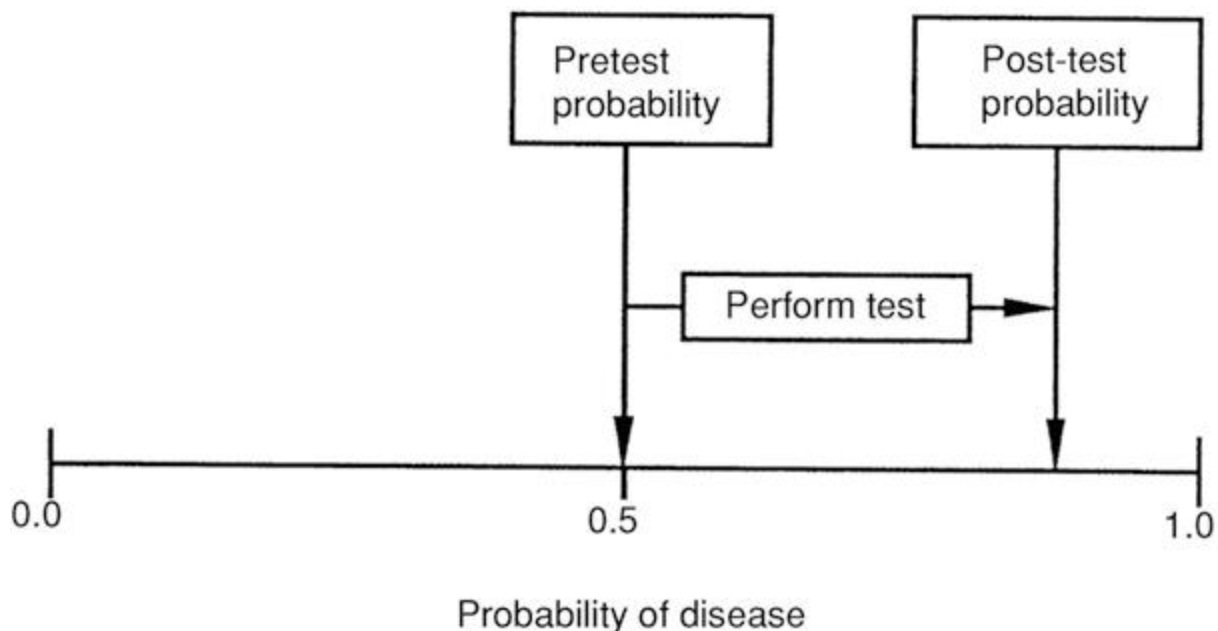 Pretest
probability
Post-test
probability
Perform test
0.0
0.5
1.0
Probability of disease